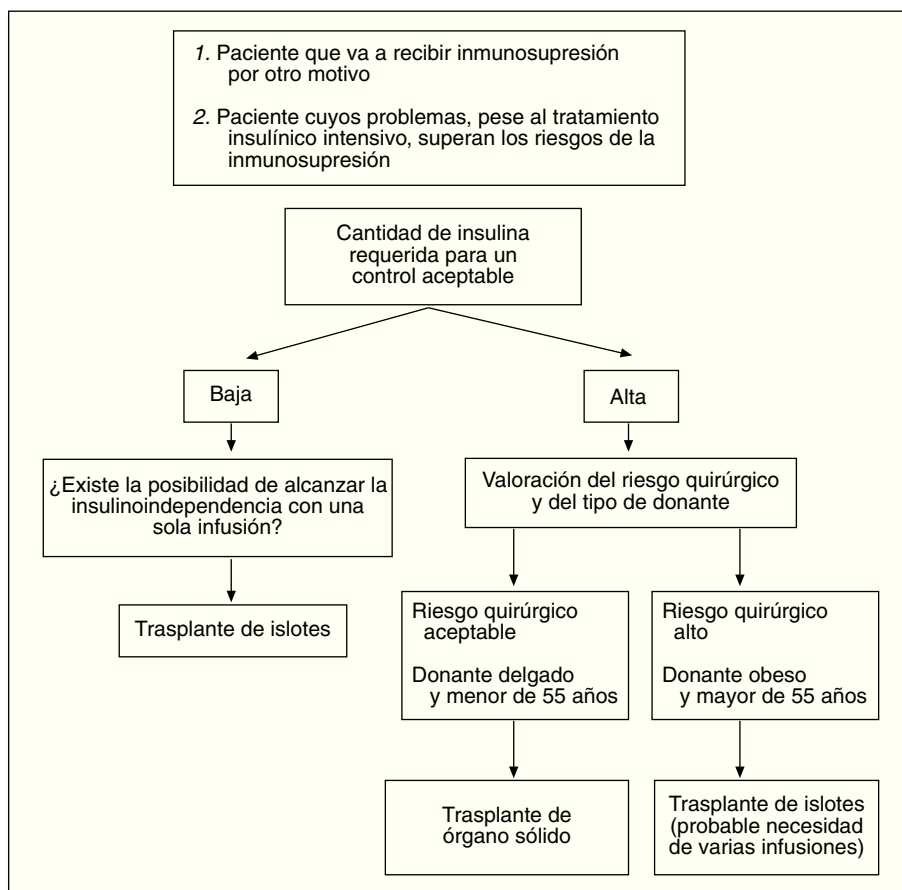 1. Paciente que va a recibir inmunosupresión
por otro motivo
2. Paciente cuyos problemas, pese al tratamiento
insulínico intensivo, superan los riesgos de la
inmunosupresión
Cantidad de insulina
requerida para un
control aceptable
Baja
Alta
¿Existe la posibilidad de alcanzar la
insulinoindependencia con una
sola infusión?
Valoración del riesgo quirúrgico
y del tipo de donante
Trasplante de islotes
Riesgo quirúrgico
aceptable
Donante delgado
y menor de 55 años
Riesgo quirúrgico
alto
Donante obeso
y mayor de 55 años
Trasplante de
órgano sólido
Trasplante de islotes
(probable necesidad
de varias infusiones)